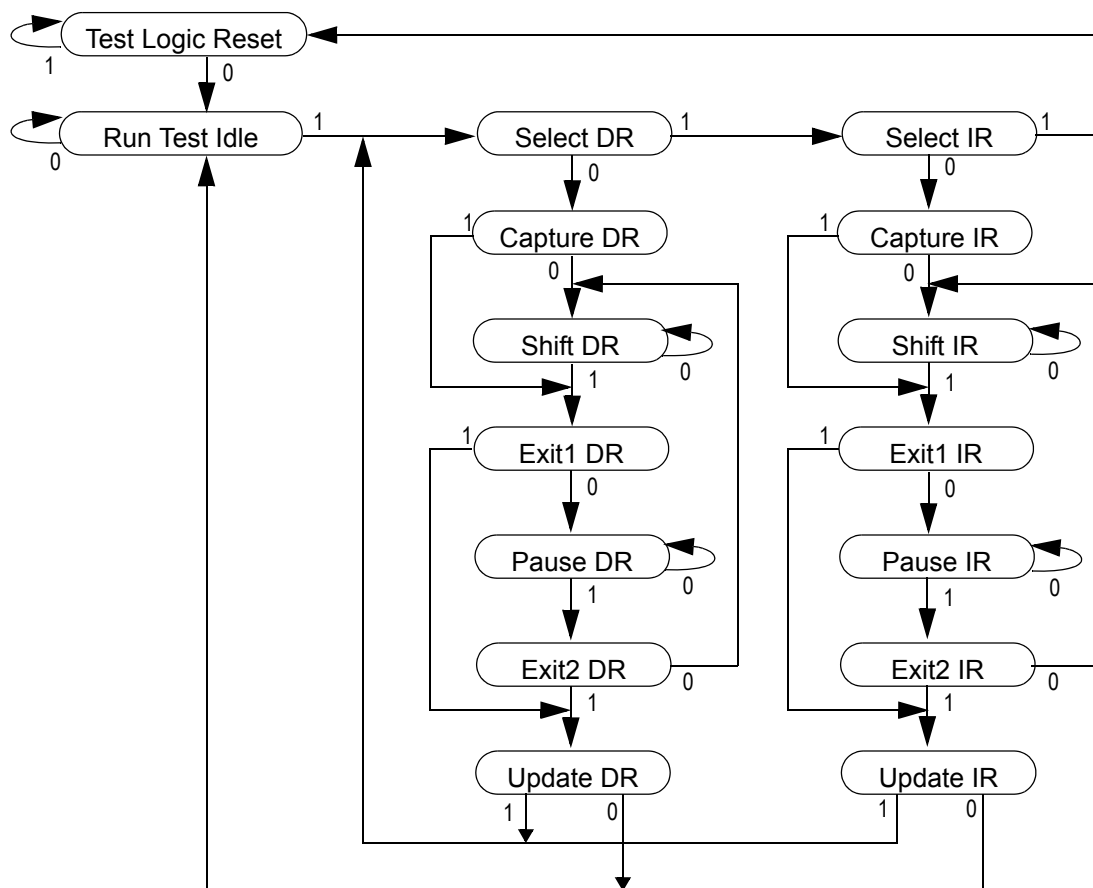 Test Logic Reset
1
0
Run Test Idle
1
0
Select DR
1
0
Select IR
1
0
Capture DR
1
0
Capture IR
1
0
Shift DR
0
1
Shift IR
0
1
Exit1 DR
1
0
Exit1 IR
1
0
Pause DR
0
1
Pause IR
0
1
Exit2 DR
0
1
Exit2 IR
0
1
Update DR
1
0
Update IR
1
0